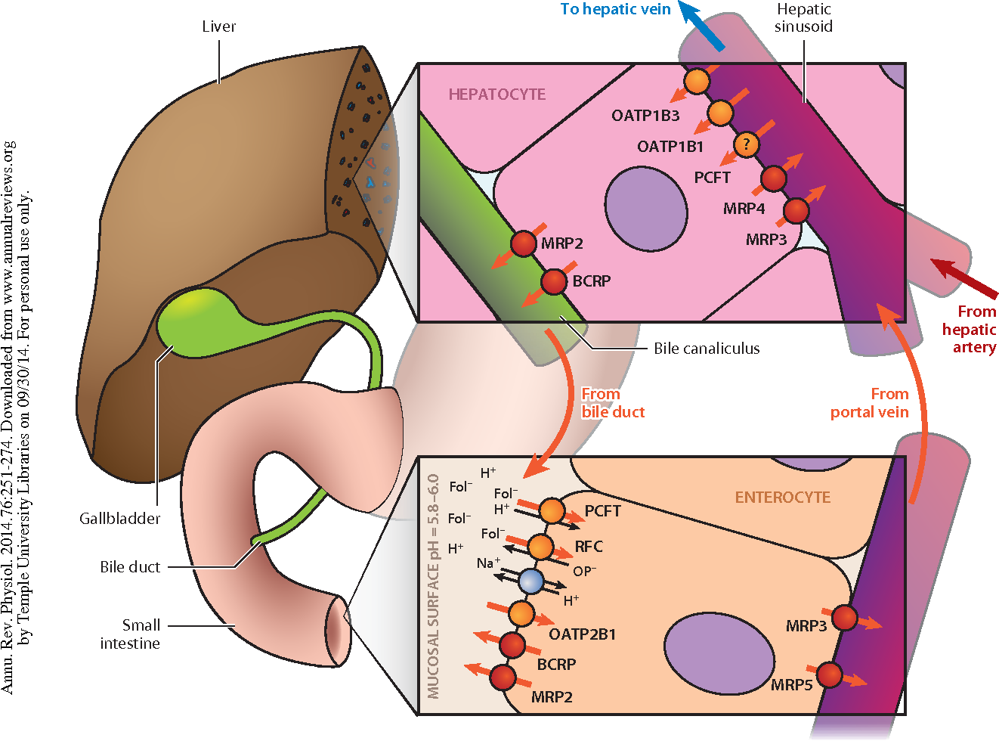 Annu. Rev. Physiol. 2014.76:251-274. Downloaded from www.annualreviews.org
by Temple University Libraries on 09/30/14. For personal use only.
Liver
To hepatic vein
Hepatic
sinusoid
HEPATOCYTE
OATP1B3
OATP1B1
?
PCFT
MRP4
MRP3
MRP2
BCRP
From
hepatic
artery
Bile canaliculus
From
bile duct
From
portal vein
Gallbladder
Bile duct
Small
intestine
MUCOSAL SURFACE pH = 5.8–6.0
ENTEROCYTE
H⁺
Fol⁻
Fol⁻
H⁺
PCFT
Fol⁻
Fol⁻
RFC
H⁺
Na⁺
OP⁻
H⁺
OATP2B1
BCRP
MRP2
MRP3
MRP5